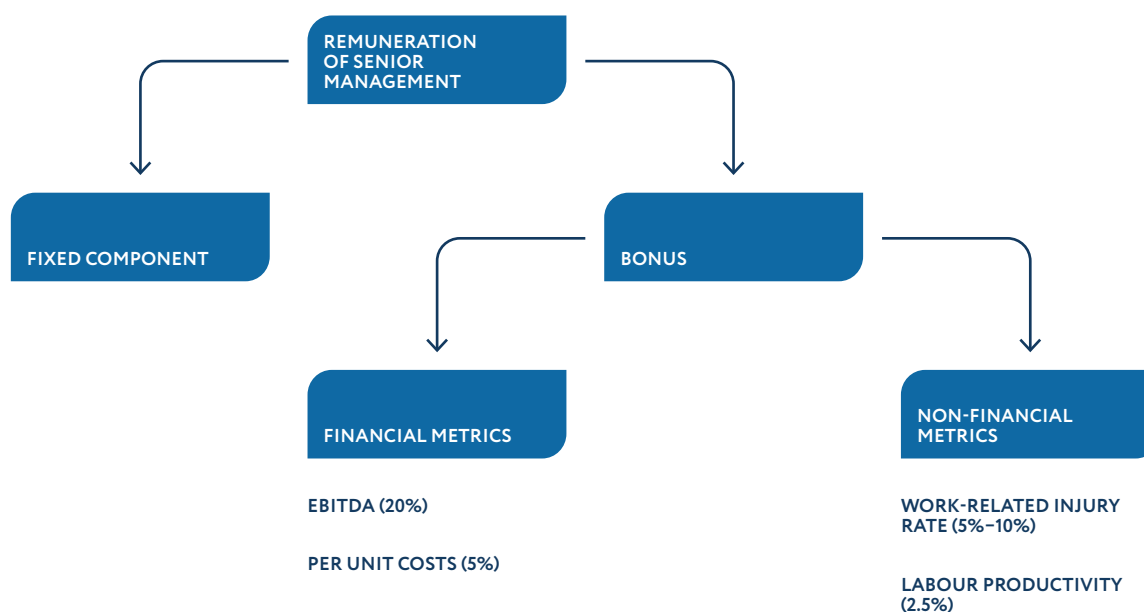 REMUNERATION
OF SENIOR
MANAGEMENT
FIXED COMPONENT
BONUS
FINANCIAL METRICS
NON-FINANCIAL
METRICS
EBITDA (20%)
PER UNIT COSTS (5%)
WORK-RELATED INJURY
RATE (5%–10%)
LABOUR PRODUCTIVITY
(2.5%)